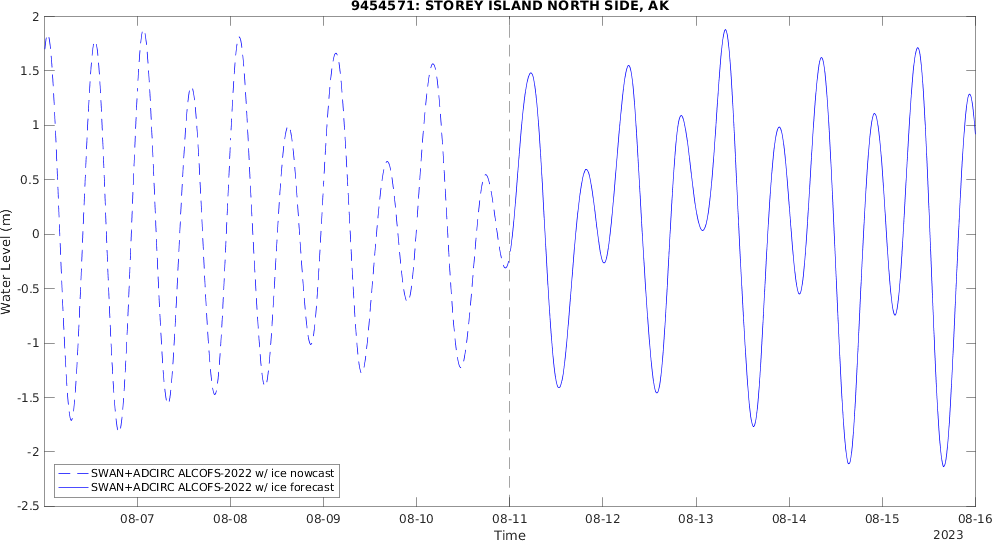 9454571: STOREY ISLAND NORTH SIDE, AK
2
1.5
1
0.5
0
-0.5
-1
-1.5
-2
-2.5
Water Level (m)
SWAN+ADCIRC ALCOFS-2022 w/ ice nowcast
SWAN+ADCIRC ALCOFS-2022 w/ ice forecast
08-07 08-08 08-09 08-10 08-11 08-12 08-13 08-14 08-15 08-16
Time
2023